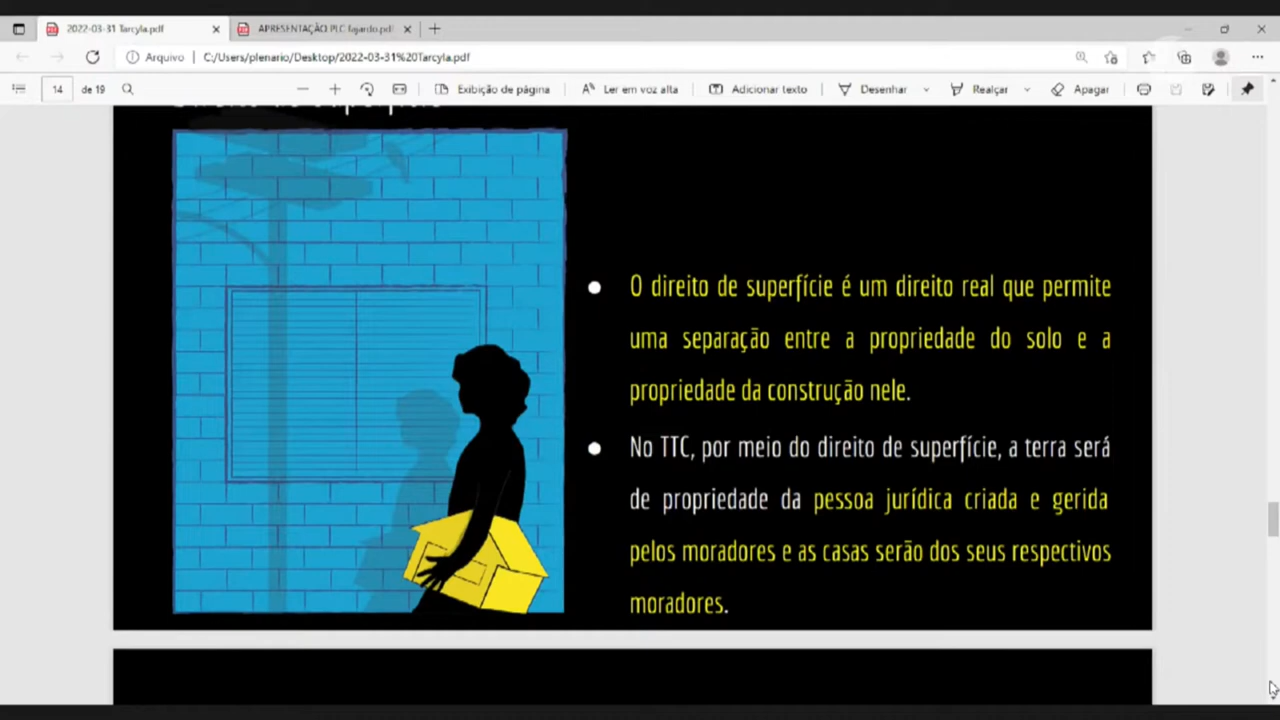 2022-03-31 Tarcyla.pdf
APRESENTAÇÃO PLC fajardo.pdf
Arquivo
C:/Users/plenario/Desktop/2022-03-31%20Tarcyla.pdf
14 de 19
Exibição de página
Ler em voz alta
Adicionar texto
Desenhar
Realçar
Apagar
O direito de superfície é um direito real que permite
uma separação entre a propriedade do solo e a
propriedade da construção nele.
No TTC, por meio do direito de superfície, a terra será
de propriedade da pessoa jurídica criada e gerida
pelos moradores e as casas serão dos seus respectivos
moradores.